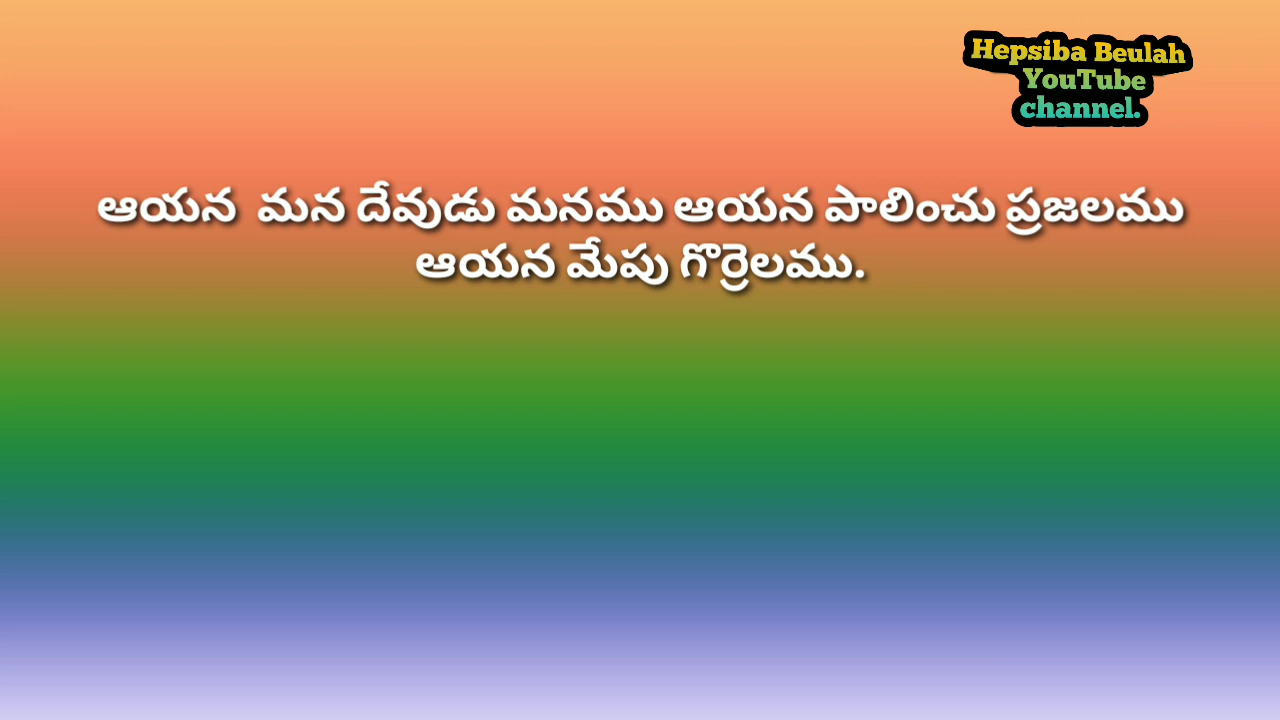 Hepsiba Beulah
YouTube
channel.
ఆయన మన దేవుడు మనము ఆయన పాలించు ప్రజలము
ఆయన మేపు గొర్రెలము.